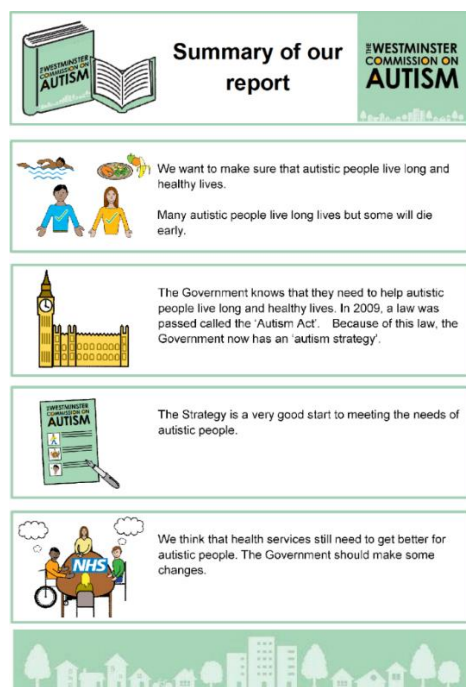 THE WESTMINSTER
COMMISSION ON
AUTISM
Summary of our
report
THE WESTMINSTER
COMMISSION ON
AUTISM
We want to make sure that autistic people live long and
healthy lives.
Many autistic people live long lives but some will die
early.
The Government knows that they need to help autistic
people live long and healthy lives. In 2009, a law was
passed called the ‘Autism Act’. Because of this law, the
Government now has an ‘autism strategy’.
THE WESTMINSTER
COMMISSION ON
AUTISM
The Strategy is a very good start to meeting the needs of
autistic people.
NHS
We think that health services still need to get better for
autistic people. The Government should make some
changes.